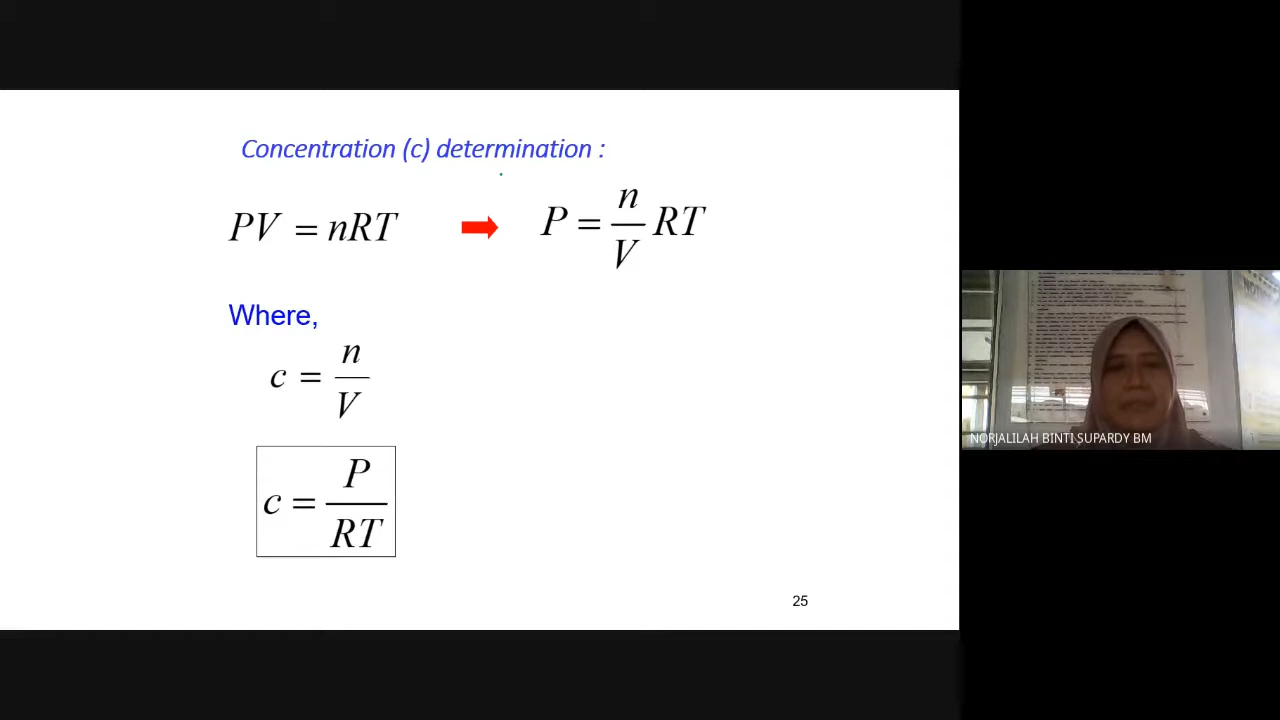 Concentration (c) determination :
PV = nRT ➡ P = n/V RT
Where,
c = n/V
c = P/RT
25
NORJALILAH BINTI SUPARDY BM